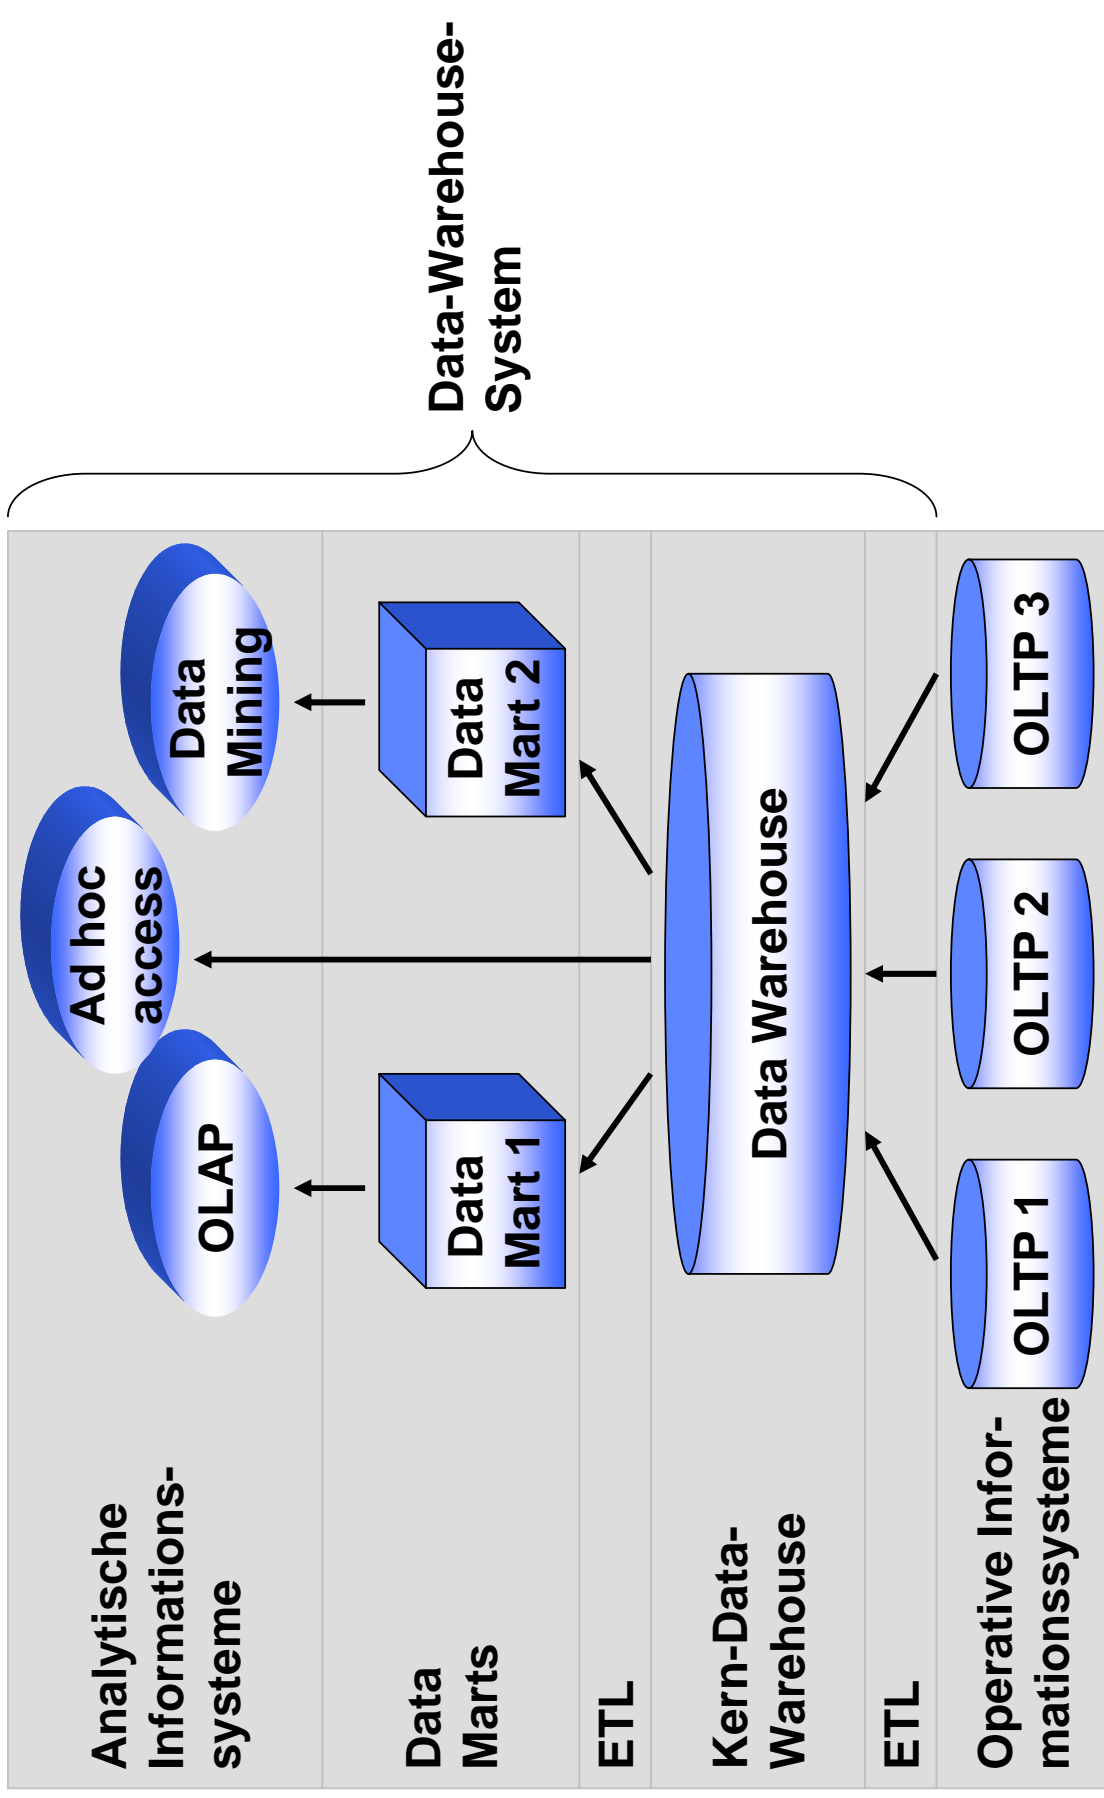 Analytische
Informations-
systeme
OLAP
Ad hoc
access
Data
Mining
Data
Marts
Data
Mart 1
Data
Mart 2
ETL
Kern-Data-
Warehouse
Data Warehouse
ETL
Operative Infor-
mationssysteme
OLTP 1
OLTP 2
OLTP 3
Data-Warehouse-
System